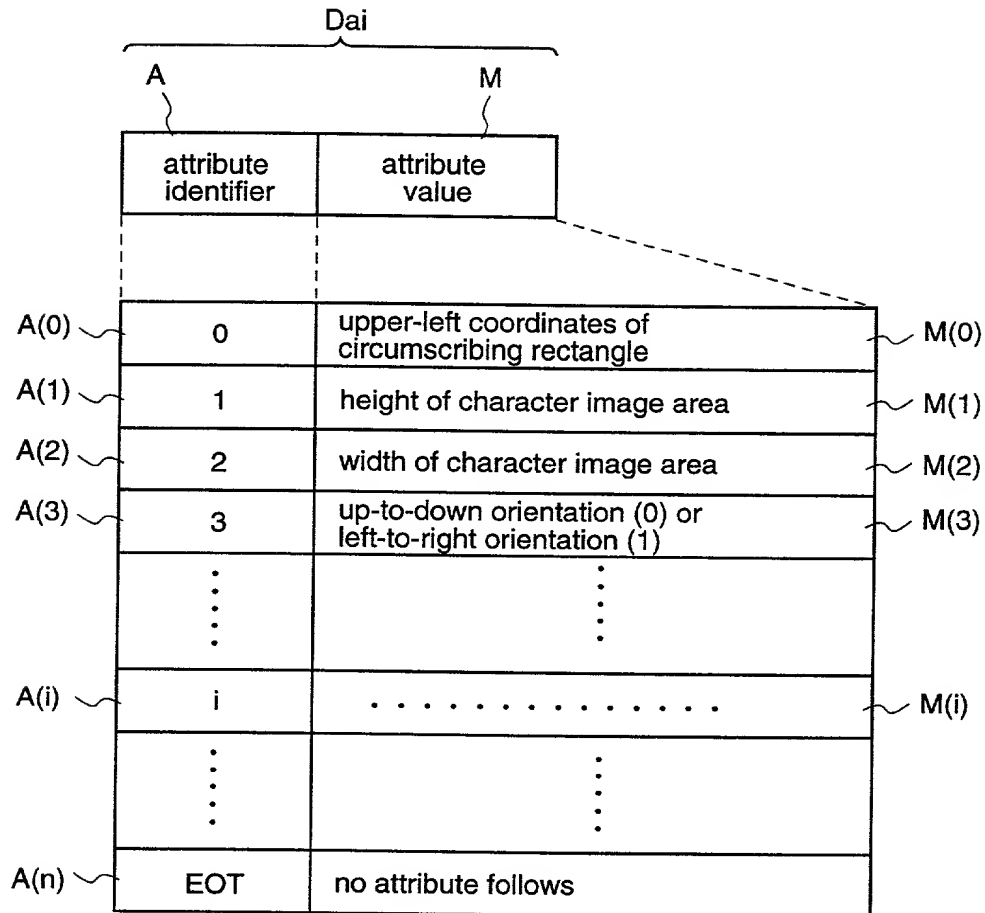 Dai
A M
attribute identifier attribute value
A(0) 0 upper-left coordinates of circumscribing rectangle M(0)
A(1) 1 height of character image area M(1)
A(2) 2 width of character image area M(2)
A(3) 3 up-to-down orientation (0) or left-to-right orientation (1) M(3)
A(i) i M(i)
A(n) EOT no attribute follows